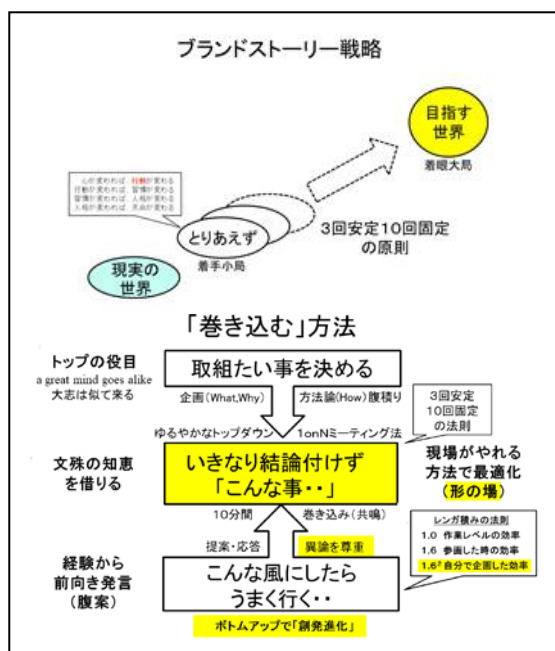 ブランドストーリー戦略
目指す
世界
着眼大局
心が変われば、行動が変わる
行動が変われば、習慣が変わる
習慣が変われば、人格が変わる
人格が変われば、運命が変わる
とりあえず
着手小局
3回安定10回固定
の原則
現実の
世界
「巻き込む」方法
トップの役目
a great mind goes alike
大志は似て来る
取組たい事を決める
企画(What,Why)
方法論(How)腹積り
3回安定
10回固定
の法則
ゆるやかなトップダウン
1onNミーティング法
文殊の知恵
を借りる
いきなり結論付けず
「こんな事・・」
現場がやれる
方法で最適化
(形の場)
10分間
巻き込み(共鳴)
提案・応答
異論を尊重
レンガ積みの法則
1.0 作業レベルの効率
1.6 参画した時の効率
1.6² 自分で企画した効率
経験から
前向き発言
(腹案)
こんな風にしたら
うまく行く・・
ボトムアップで「創発進化」